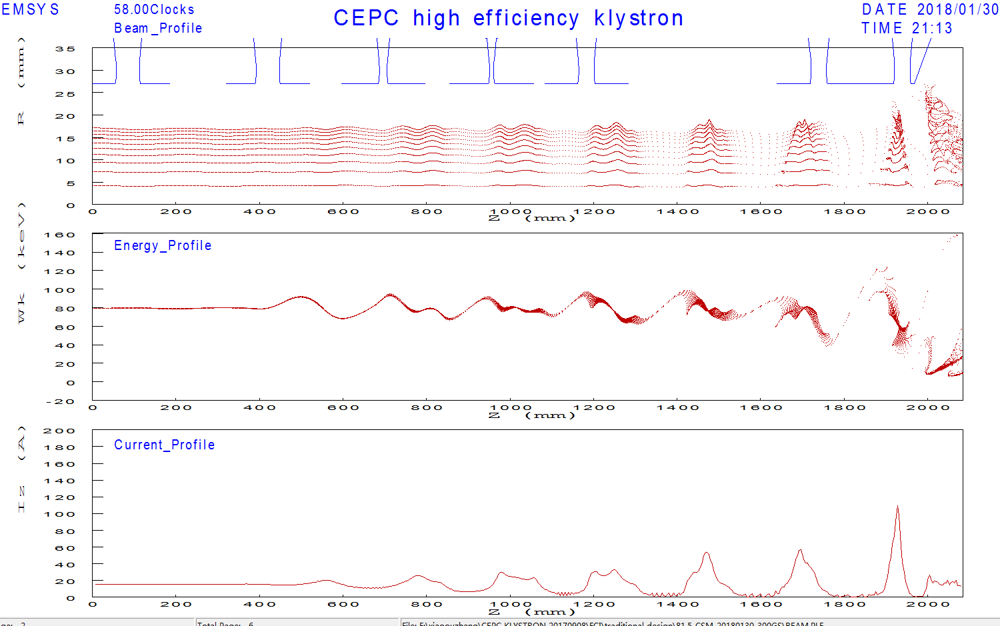 EMSYS
58.00Clocks
Beam_Profile
CEPC high efficiency klystron
DATE 2018/01/30
TIME 21:13
R (mm)
35
30
25
20
15
10
5
0
0 200 400 600 800 1000 1200 1400 1600 1800 2000
Z (mm)
Energy_Profile
Wk (keV)
160
140
120
100
80
60
40
20
0
-20
0 200 400 600 800 1000 1200 1400 1600 1800 2000
Z (mm)
Current_Profile
Iz (A)
200
180
160
140
120
100
80
60
40
20
0
0 200 400 600 800 1000 1200 1400 1600 1800 2000
Z (mm)